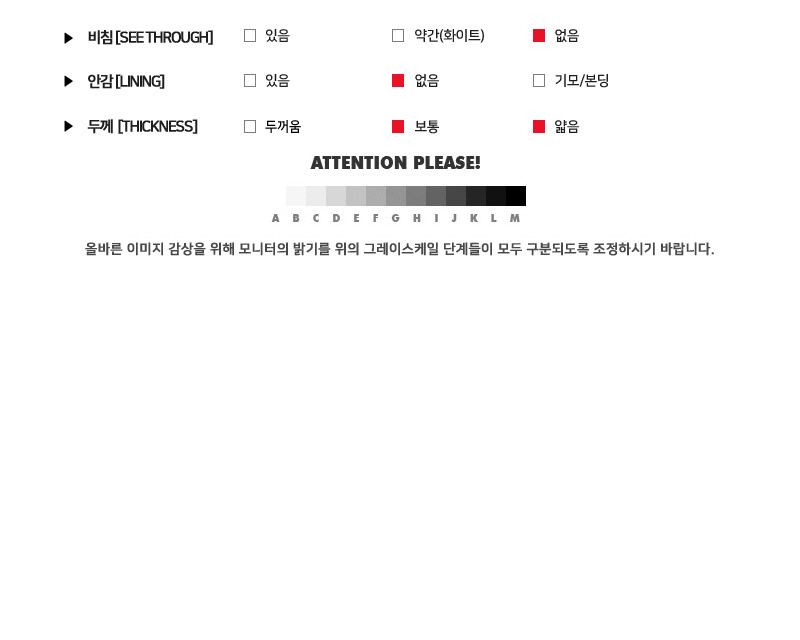 ▶ 비침 [SEE THROUGH] □ 있음 □ 약간(화이트) ■ 없음
▶ 안감 [LINING] □ 있음 ■ 없음 □ 기모/본딩
▶ 두께 [THICKNESS] □ 두꺼움 ■ 보통 ■ 얇음
ATTENTION PLEASE!
A B C D E F G H I J K L M
올바른 이미지 감상을 위해 모니터의 밝기를 위의 그레이스케일 단계들이 모두 구분되도록 조정하시기 바랍니다.